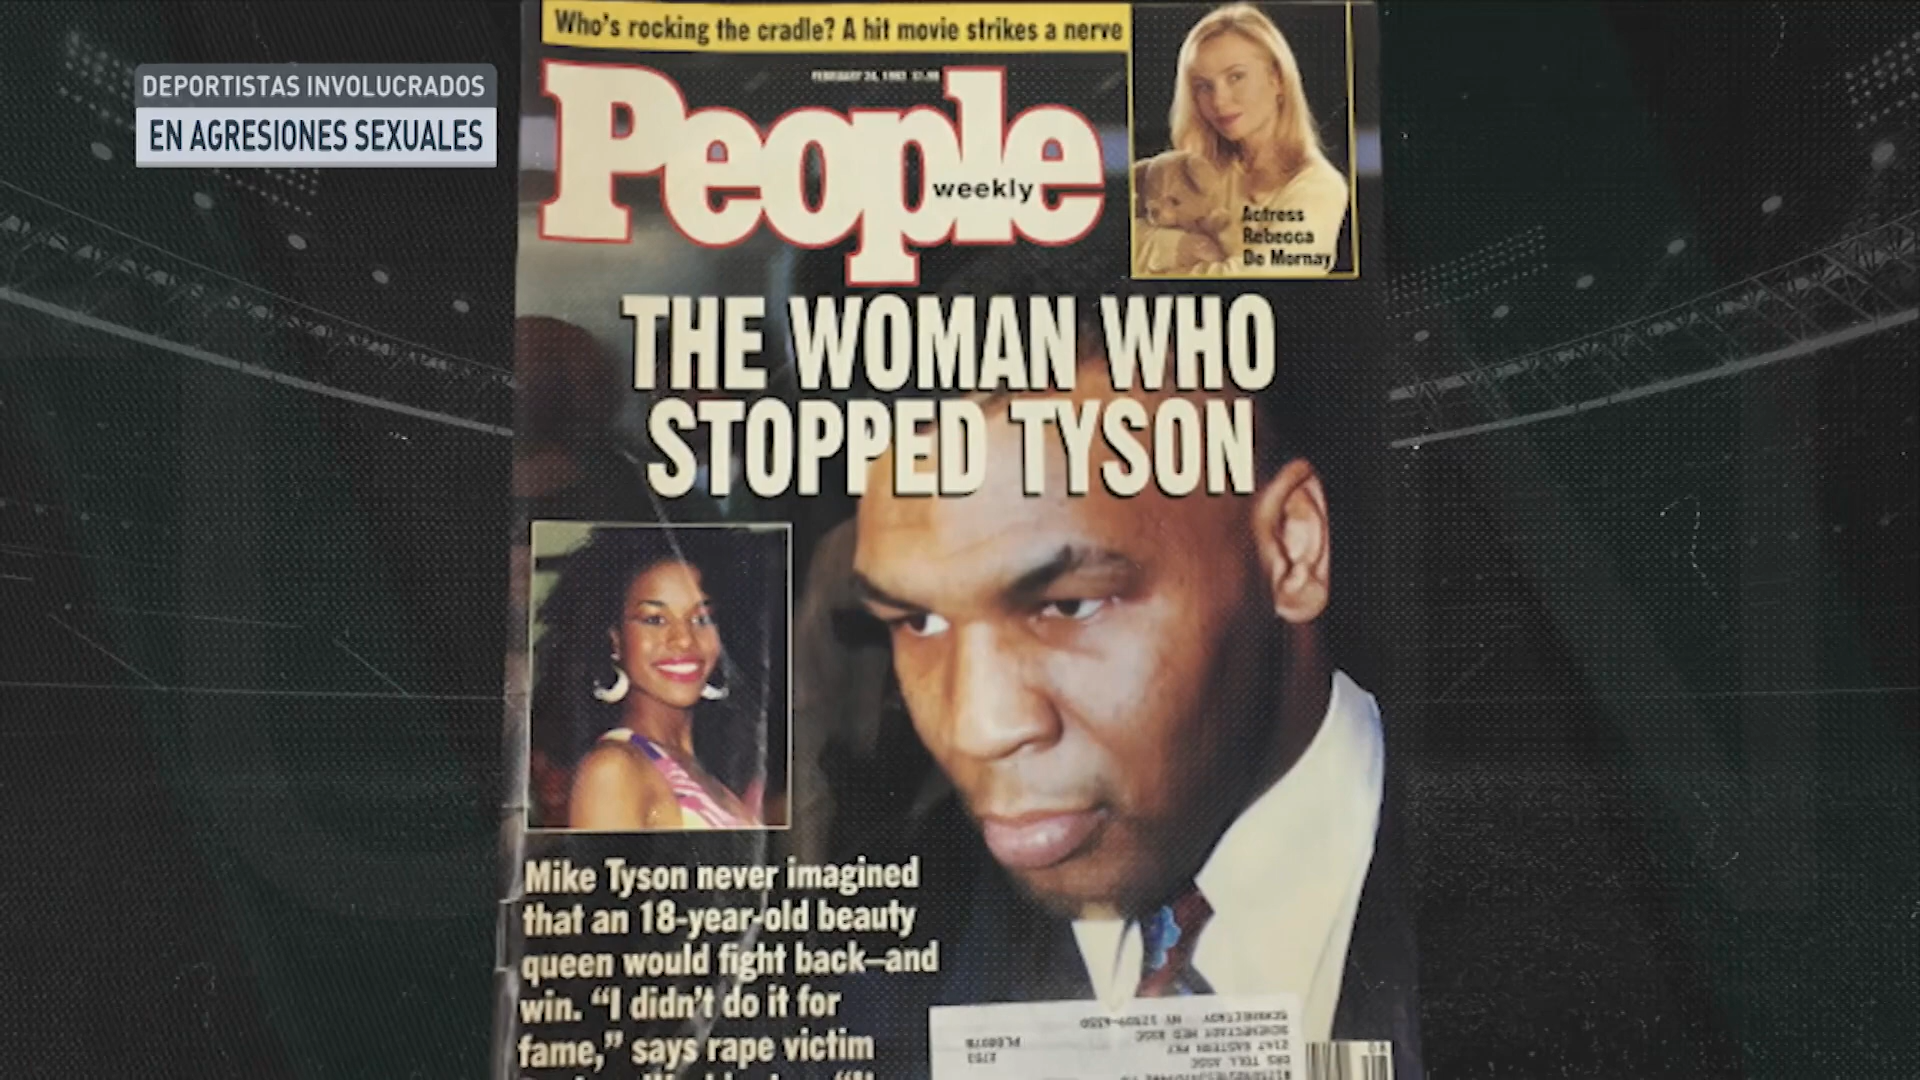 DEPORTISTAS INVOLUCRADOS
EN AGRESIONES SEXUALES
Who's rocking the cradle? A hit movie strikes a nerve
People
weekly
Actress
Rebecca
De Mornay
THE WOMAN WHO
STOPPED TYSON
Mike Tyson never imagined
that an 18-year-old beauty
queen would fight back—and
win. “I didn't do it for
fame,” says rape victim